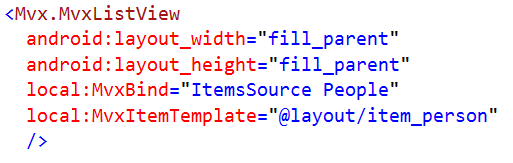 <Mvx.MvxListView
android:layout_width="fill_parent"
android:layout_height="fill_parent"
local:MvxBind="ItemsSource People"
local:MvxItemTemplate="@layout/item_person"
/>